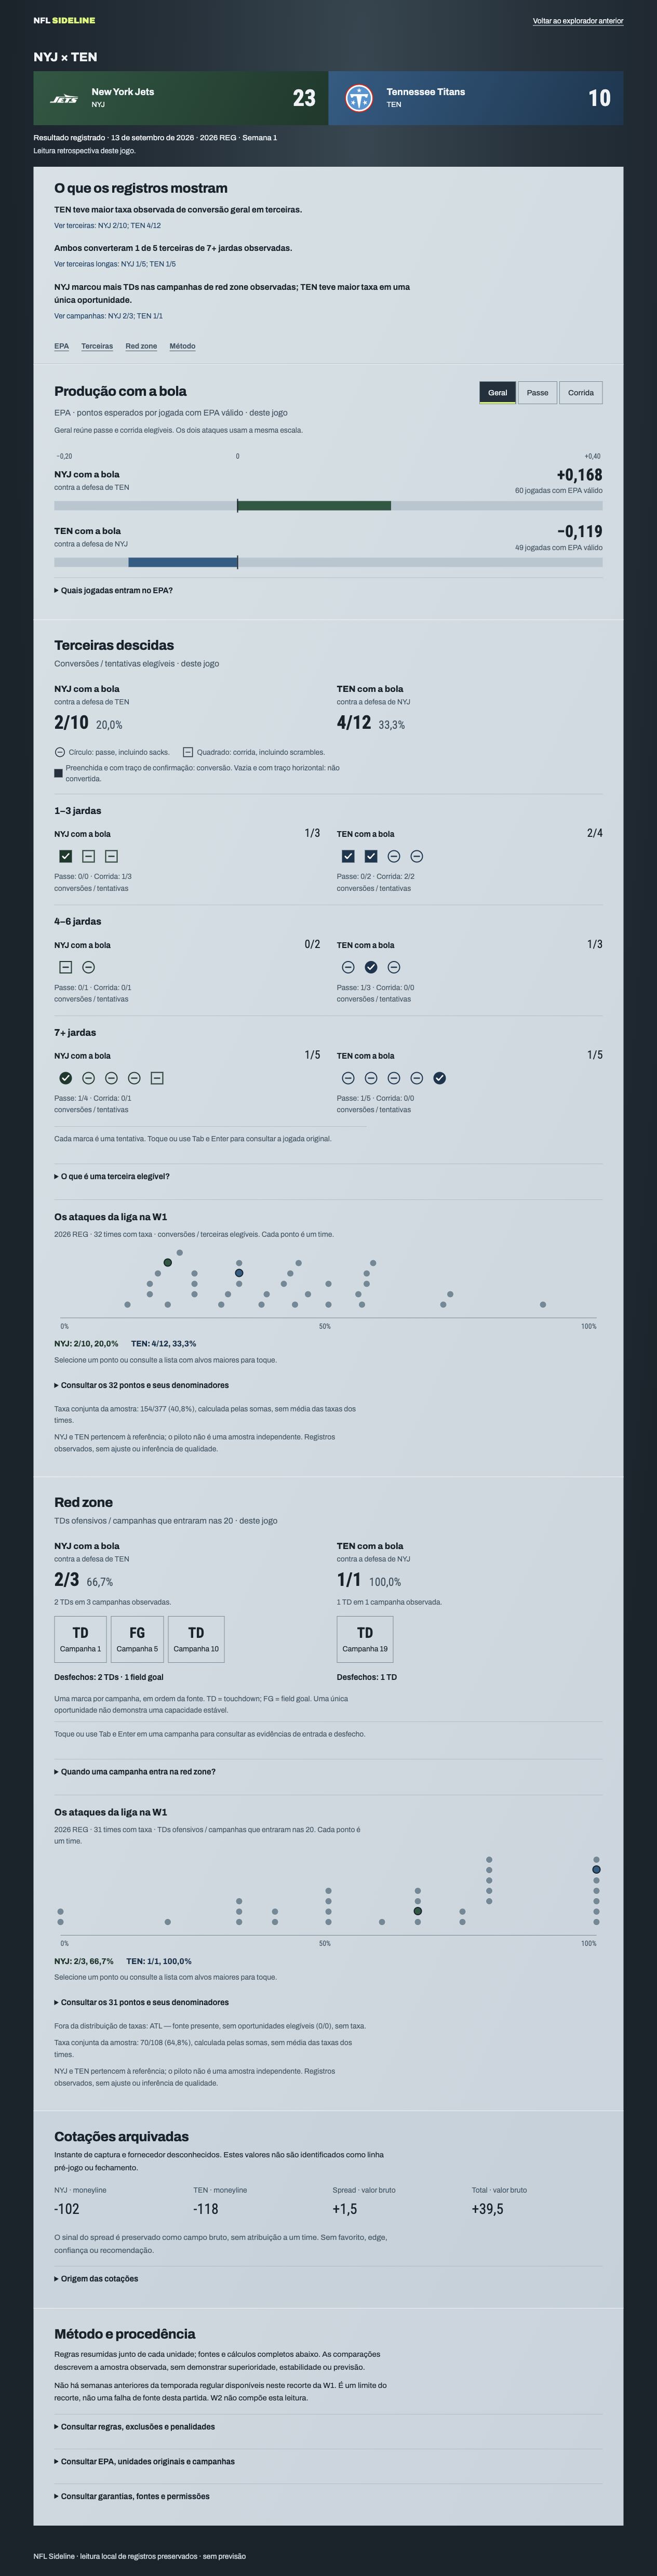 NFL SIDELINE
Voltar ao explorador anterior
NYJ × TEN
JETS
New York Jets
NYJ
23
Tennessee Titans
TEN
10
Resultado registrado · 13 de setembro de 2026 · 2026 REG · Semana 1
Leitura retrospectiva deste jogo.
O que os registros mostram
TEN teve maior taxa observada de conversão geral em terceiras.
Ver terceiras: NYJ 2/10; TEN 4/12
Ambos converteram 1 de 5 terceiras de 7+ jardas observadas.
Ver terceiras longas: NYJ 1/5; TEN 1/5
NYJ marcou mais TDs nas campanhas de red zone observadas; TEN teve maior taxa em uma
única oportunidade.
Ver campanhas: NYJ 2/3; TEN 1/1
EPA Terceiras Red zone Método
Produção com a bola
Geral Passe Corrida
EPA · pontos esperados por jogada com EPA válido · deste jogo
Geral reúne passe e corrida elegíveis. Os dois ataques usam a mesma escala.
−0,20 0 +0,40
NYJ com a bola
contra a defesa de TEN
+0,168
60 jogadas com EPA válido
TEN com a bola
contra a defesa de NYJ
−0,119
49 jogadas com EPA válido
▶ Quais jogadas entram no EPA?
Terceiras descidas
Conversões / tentativas elegíveis · deste jogo
NYJ com a bola
contra a defesa de TEN
2/10 20,0%
TEN com a bola
contra a defesa de NYJ
4/12 33,3%
Círculo: passe, incluindo sacks. Quadrado: corrida, incluindo scrambles.
Preenchida e com traço de confirmação: conversão. Vazia e com traço horizontal: não
convertida.
1–3 jardas
NYJ com a bola 1/3
Passe: 0/0 · Corrida: 1/3
conversões / tentativas
TEN com a bola 2/4
Passe: 0/2 · Corrida: 2/2
conversões / tentativas
4–6 jardas
NYJ com a bola 0/2
Passe: 0/1 · Corrida: 0/1
conversões / tentativas
TEN com a bola 1/3
Passe: 1/3 · Corrida: 0/0
conversões / tentativas
7+ jardas
NYJ com a bola 1/5
Passe: 1/4 · Corrida: 0/1
conversões / tentativas
TEN com a bola 1/5
Passe: 1/5 · Corrida: 0/0
conversões / tentativas
Cada marca é uma tentativa. Toque ou use Tab e Enter para consultar a jogada original.
▶ O que é uma terceira elegível?
Os ataques da liga na W1
2026 REG · 32 times com taxa · conversões / terceiras elegíveis. Cada ponto é um time.
0% 50% 100%
NYJ: 2/10, 20,0% TEN: 4/12, 33,3%
Selecione um ponto ou consulte a lista com alvos maiores para toque.
▶ Consultar os 32 pontos e seus denominadores
Taxa conjunta da amostra: 154/377 (40,8%), calculada pelas somas, sem média das taxas dos
times.
NYJ e TEN pertencem à referência; o piloto não é uma amostra independente. Registros
observados, sem ajuste ou inferência de qualidade.
Red zone
TDs ofensivos / campanhas que entraram nas 20 · deste jogo
NYJ com a bola
contra a defesa de TEN
2/3 66,7%
2 TDs em 3 campanhas observadas.
TD
Campanha 1
FG
Campanha 5
TD
Campanha 10
Desfechos: 2 TDs · 1 field goal
TEN com a bola
contra a defesa de NYJ
1/1 100,0%
1 TD em 1 campanha observada.
TD
Campanha 19
Desfechos: 1 TD
Uma marca por campanha, em ordem da fonte. TD = touchdown; FG = field goal. Uma única
oportunidade não demonstra uma capacidade estável.
Toque ou use Tab e Enter em uma campanha para consultar as evidências de entrada e desfecho.
▶ Quando uma campanha entra na red zone?
Os ataques da liga na W1
2026 REG · 31 times com taxa · TDs ofensivos / campanhas que entraram nas 20. Cada ponto é
um time.
0% 50% 100%
NYJ: 2/3, 66,7% TEN: 1/1, 100,0%
Selecione um ponto ou consulte a lista com alvos maiores para toque.
▶ Consultar os 31 pontos e seus denominadores
Fora da distribuição de taxas: ATL — fonte presente, sem oportunidades elegíveis (0/0), sem taxa.
Taxa conjunta da amostra: 70/108 (64,8%), calculada pelas somas, sem média das taxas dos
times.
NYJ e TEN pertencem à referência; o piloto não é uma amostra independente. Registros
observados, sem ajuste ou inferência de qualidade.
Cotações arquivadas
Instante de captura e fornecedor desconhecidos. Estes valores não são identificados como linha
pré-jogo ou fechamento.
NYJ · moneyline
-102
TEN · moneyline
-118
Spread · valor bruto
+1,5
Total · valor bruto
+39,5
O sinal do spread é preservado como campo bruto, sem atribuição a um time. Sem favorito, edge,
confiança ou recomendação.
▶ Origem das cotações
Método e procedência
Regras resumidas junto de cada unidade; fontes e cálculos completos abaixo. As comparações
descrevem a amostra observada, sem demonstrar superioridade, estabilidade ou previsão.
Não há semanas anteriores da temporada regular disponíveis neste recorte da W1. É um limite do
recorte, não uma falha de fonte desta partida. W2 não compõe esta leitura.
▶ Consultar regras, exclusões e penalidades
▶ Consultar EPA, unidades originais e campanhas
▶ Consultar garantias, fontes e permissões
NFL Sideline · leitura local de registros preservados · sem previsão